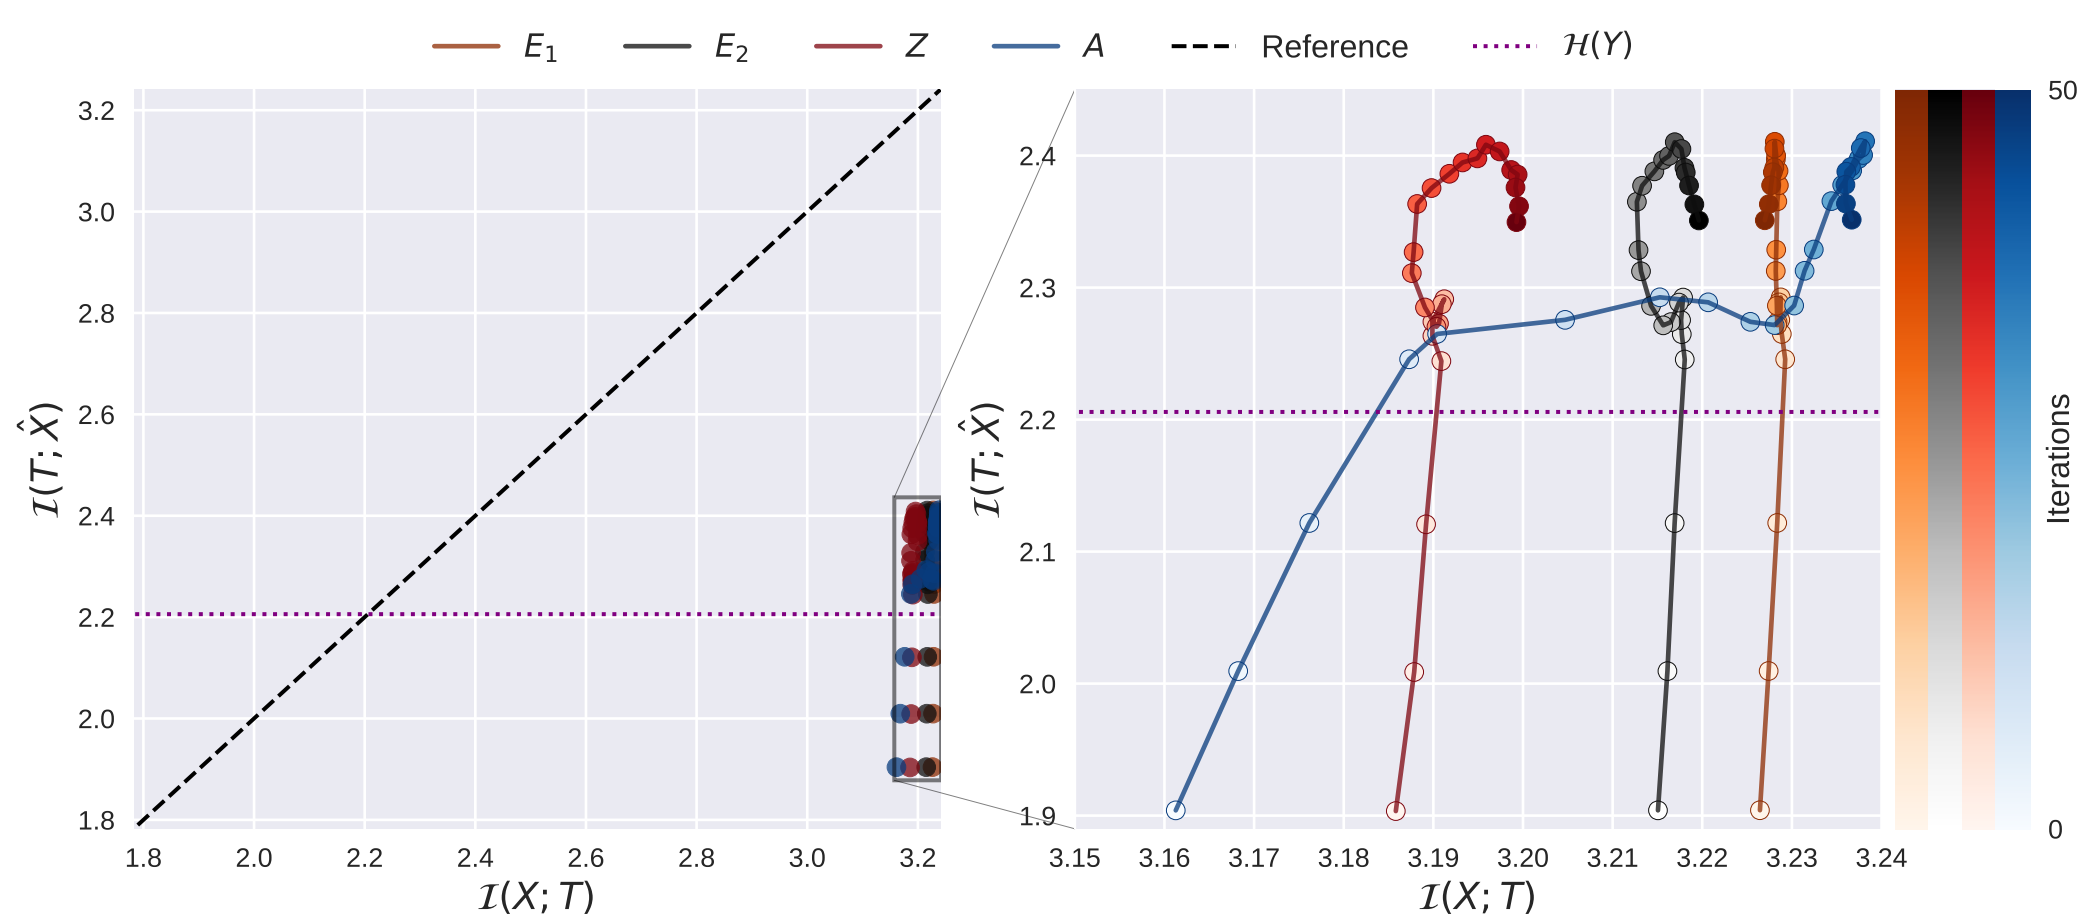 E₁ E₂ Z A Reference ℋ(Y)
3.2
3.0
2.8
2.6
2.4
2.2
2.0
1.8
ℐ(T; X̂)
1.8 2.0 2.2 2.4 2.6 2.8 3.0 3.2
ℐ(X; T)
2.4
2.3
2.2
2.1
2.0
1.9
ℐ(T; X̂)
3.15 3.16 3.17 3.18 3.19 3.20 3.21 3.22 3.23 3.24
ℐ(X; T)
50
Iterations
0